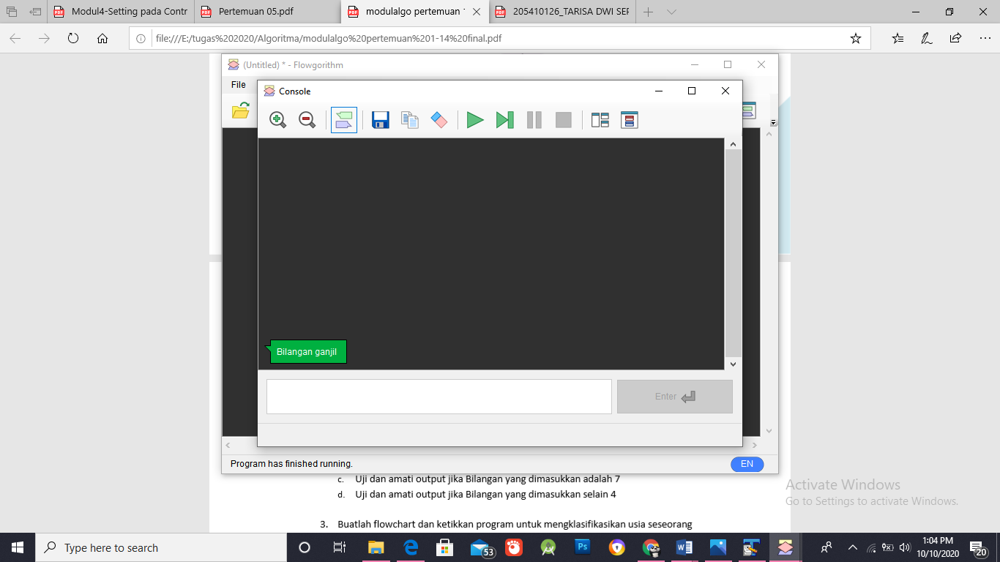 Modul4-Setting pada Contr
Pertemuan 05.pdf
modulalgo pertemuan
205410126_TARISA DWI SEF
file:///E:/tugas%202020/Algoritma/modulalgo%20pertemuan%201-14%20final.pdf
(Untitled) * - Flowgorithm
File
Console
Bilangan ganjil
Enter
Program has finished running.
EN
c. Uji dan amati output jika Bilangan yang dimasukkan adalah 7
d. Uji dan amati output jika Bilangan yang dimasukkan selain 4
3. Buatlah flowchart dan ketikkan program untuk mengklasifikasikan usia seseorang
Activate Windows
Go to Settings to activate Windows.
Type here to search
53
Ps
1:04 PM
10/10/2020
20